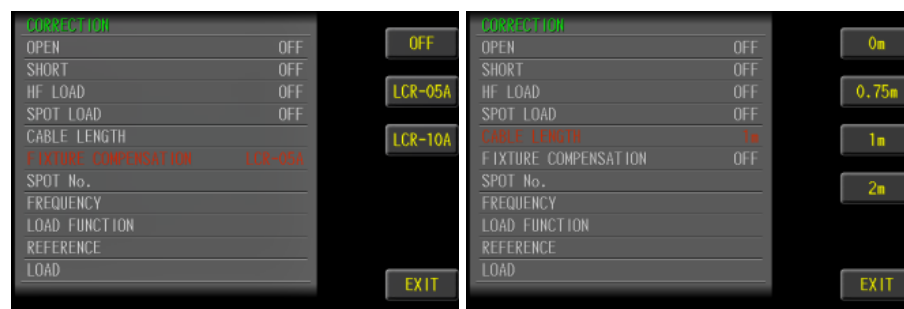 CORRECTION
OPEN OFF
SHORT OFF
HF LOAD OFF
SPOT LOAD OFF
CABLE LENGTH
FIXTURE COMPENSATION LCR-05A
SPOT No.
FREQUENCY
LOAD FUNCTION
REFERENCE
LOAD
OFF
LCR-05A
LCR-10A
EXIT
CORRECTION
OPEN OFF
SHORT OFF
HF LOAD OFF
SPOT LOAD OFF
CABLE LENGTH 1m
FIXTURE COMPENSATION OFF
SPOT No.
FREQUENCY
LOAD FUNCTION
REFERENCE
LOAD
0m
0.75m
1m
2m
EXIT